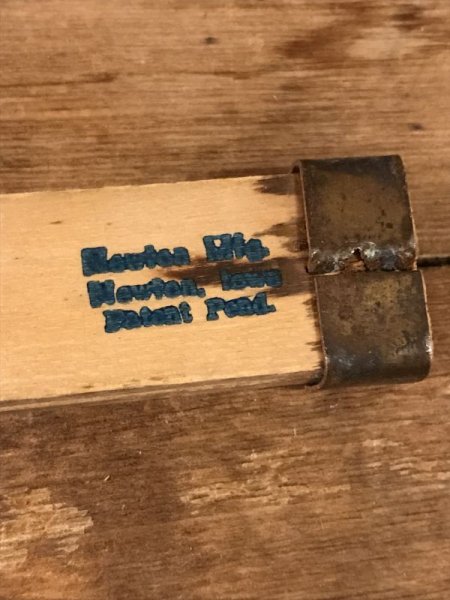 Newton Mfg.
Newton, Iowa
Patent Pend.